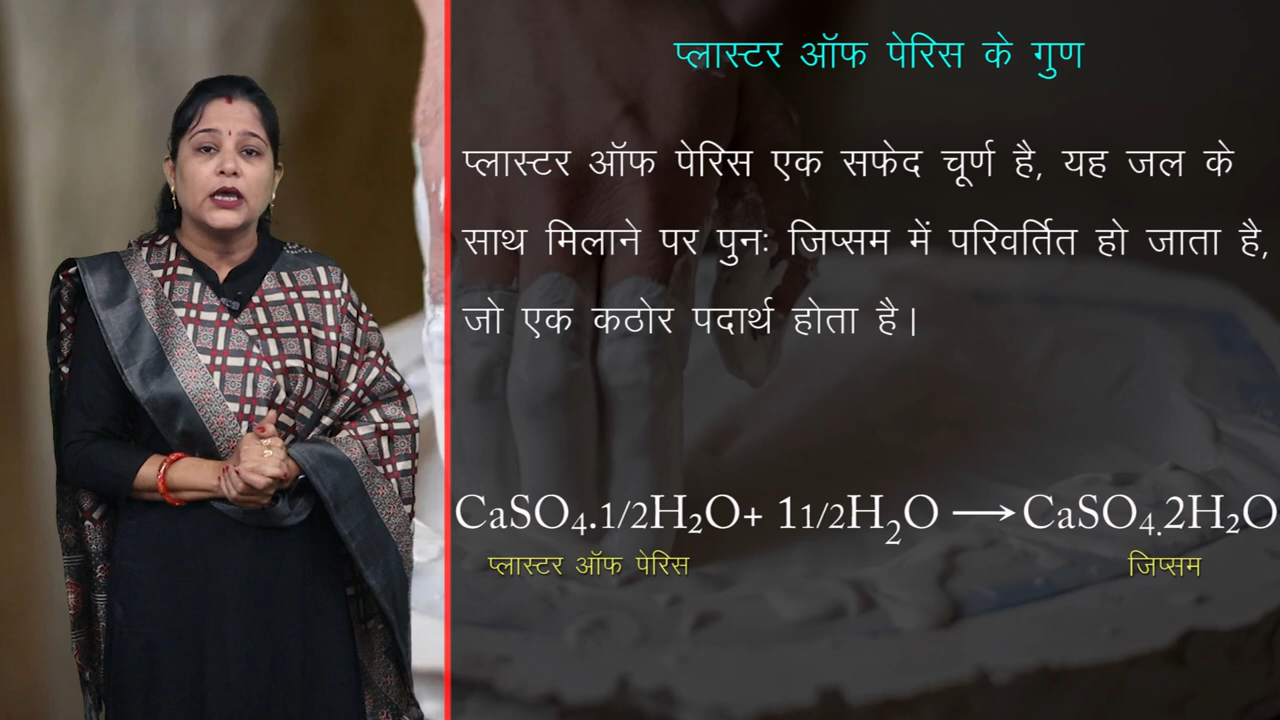 प्लास्टर ऑफ पेरिस के गुण
प्लास्टर ऑफ पेरिस एक सफेद चूर्ण है, यह जल के
साथ मिलाने पर पुनः जिप्सम में परिवर्तित हो जाता है,
जो एक कठोर पदार्थ होता है।
CaSO₄.1/2H₂O+ 11/2H₂O ⟶ CaSO₄.2H₂O
प्लास्टर ऑफ पेरिस जिप्सम